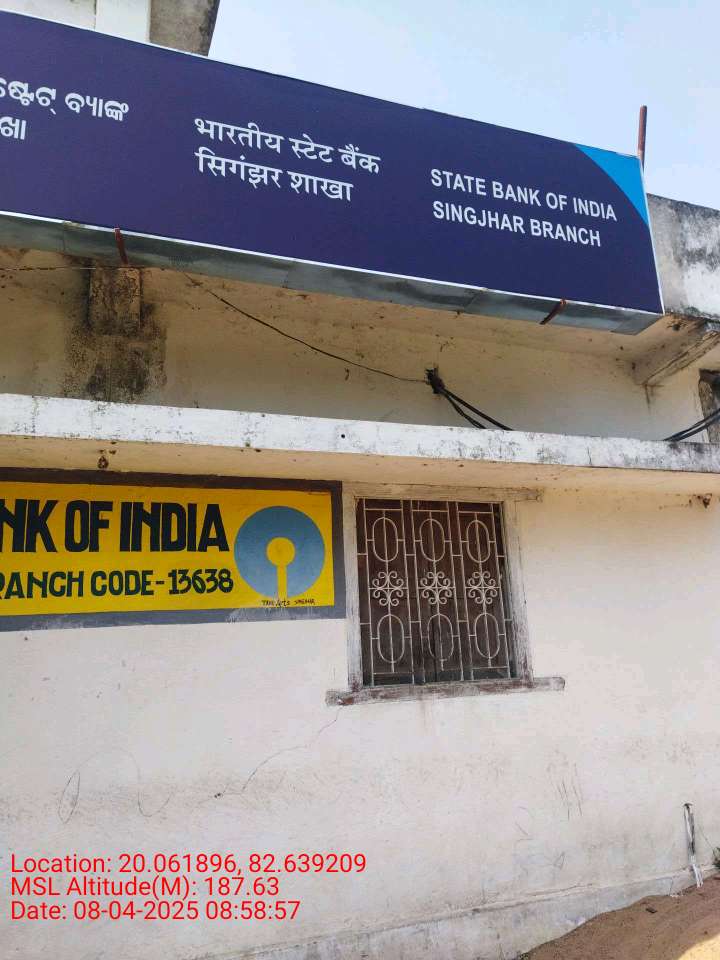 ଷ୍ଟେଟ୍ ବ୍ୟାଙ୍କ
ଖା
भारतीय स्टेट बैंक
सिगंझर शाखा
STATE BANK OF INDIA
SINGJHAR BRANCH
NK OF INDIA
RANCH CODE-13638
Location: 20.061896, 82.639209
MSL Altitude(M): 187.63
Date: 08-04-2025 08:58:57